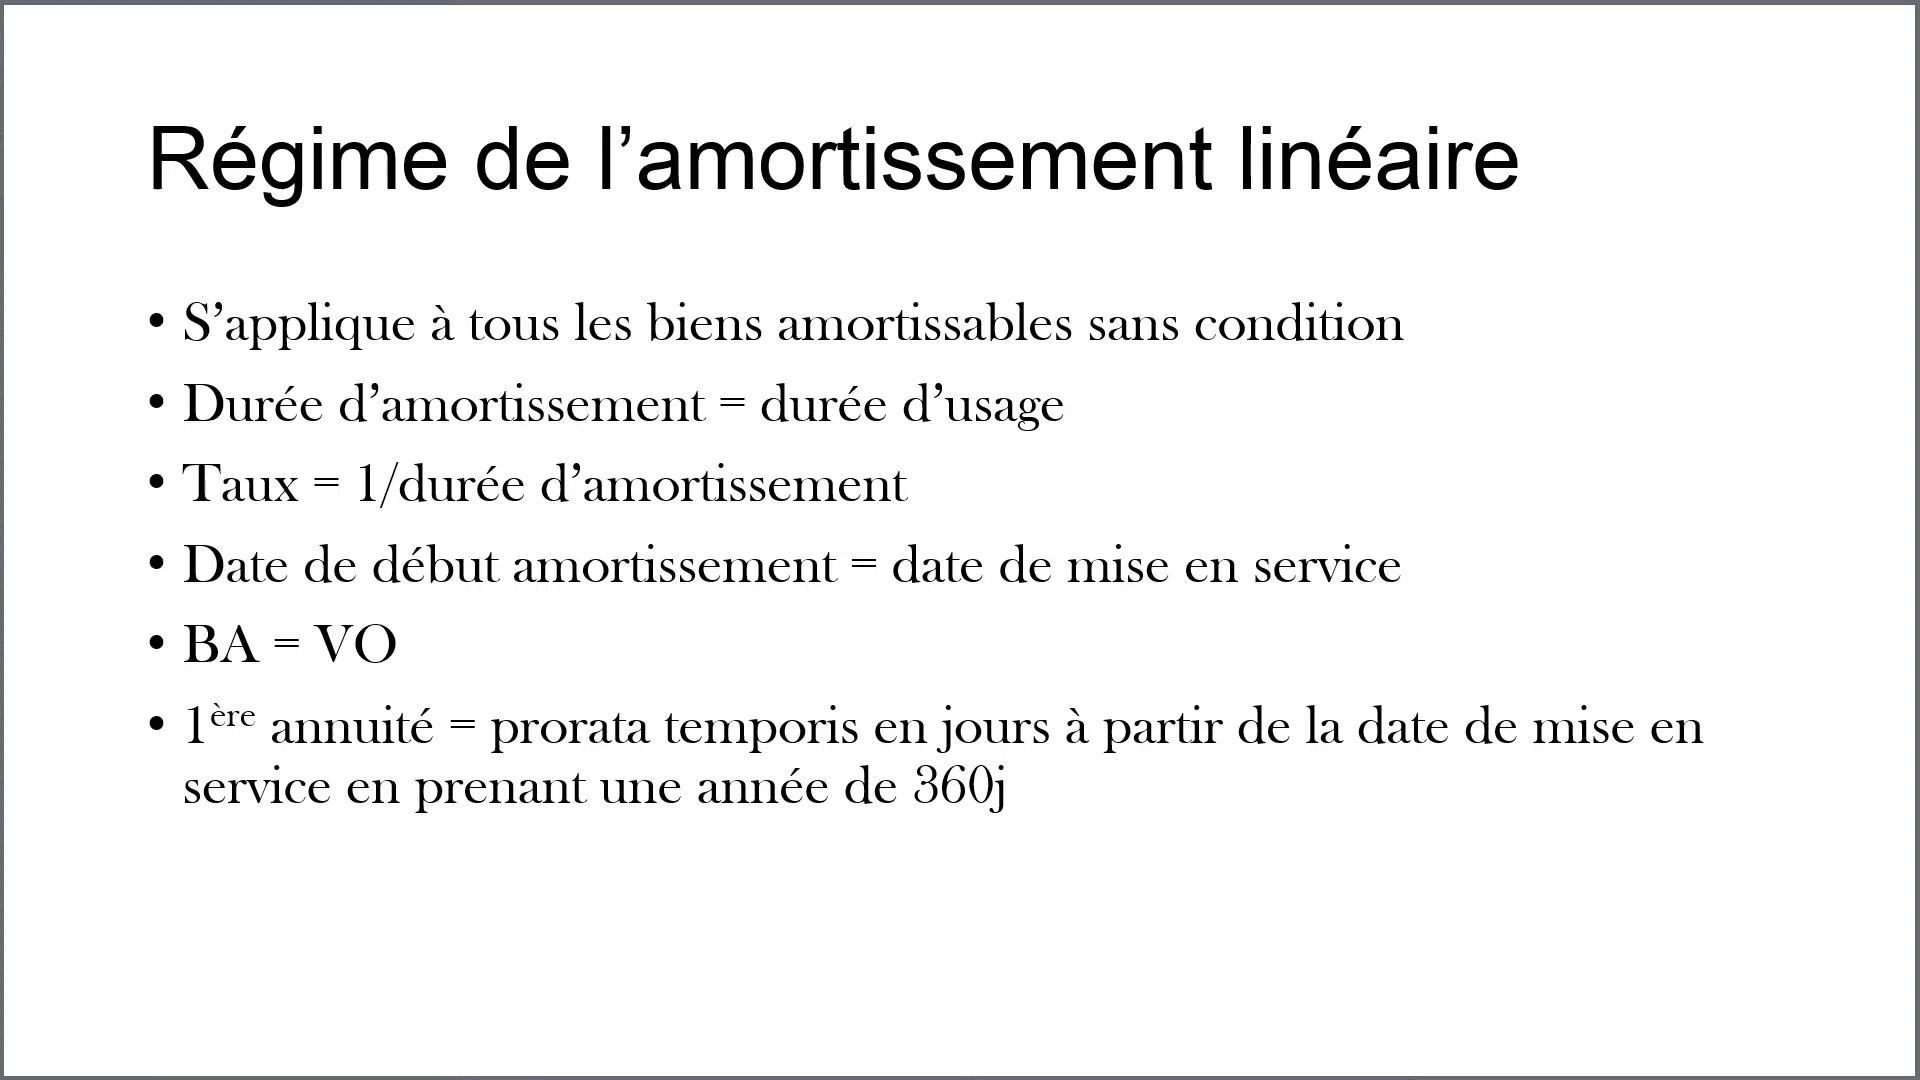 Régime de l’amortissement linéaire
• S’applique à tous les biens amortissables sans condition
• Durée d’amortissement = durée d’usage
• Taux = 1/durée d’amortissement
• Date de début amortissement = date de mise en service
• BA = VO
• 1ère annuité = prorata temporis en jours à partir de la date de mise en
service en prenant une année de 360j